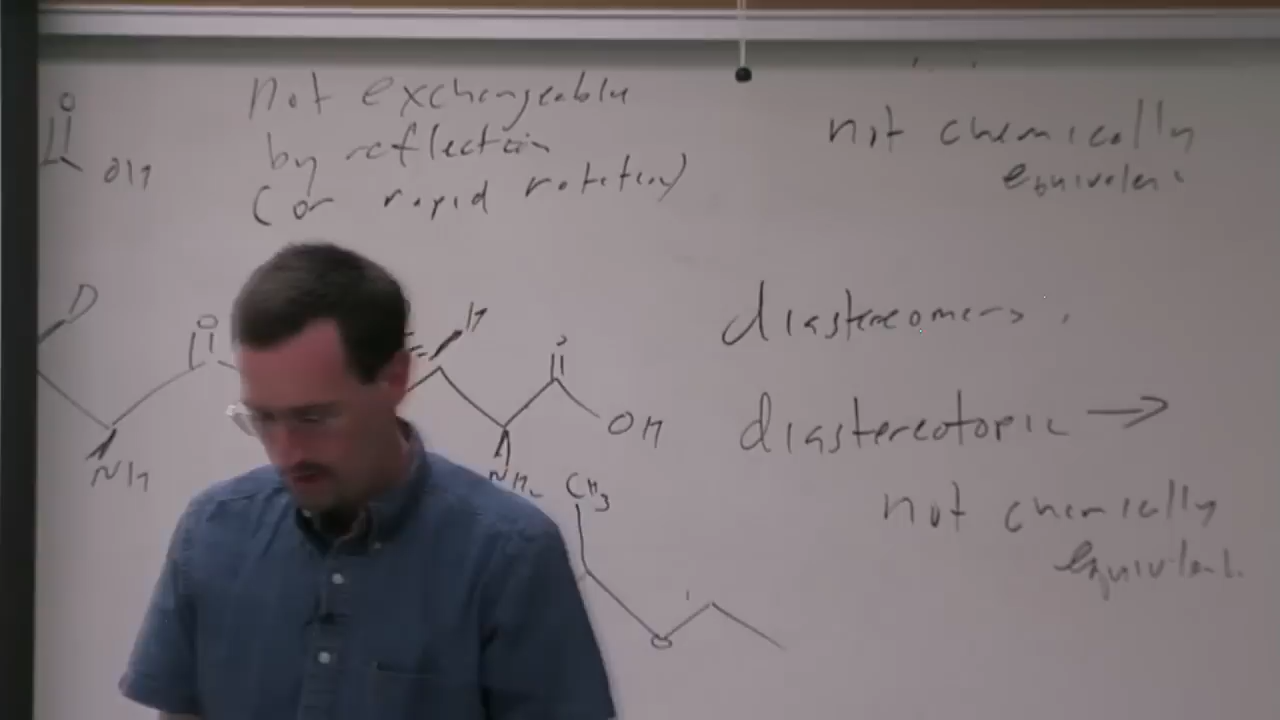 O
OH
not exchangeable
by reflection
(or rapid rotation)
not chemically
equivalent
D
O
NH
H
O
OH
NH2
diastereomers.
diastereotopic →
not chemically
equivalent.
CH3
O